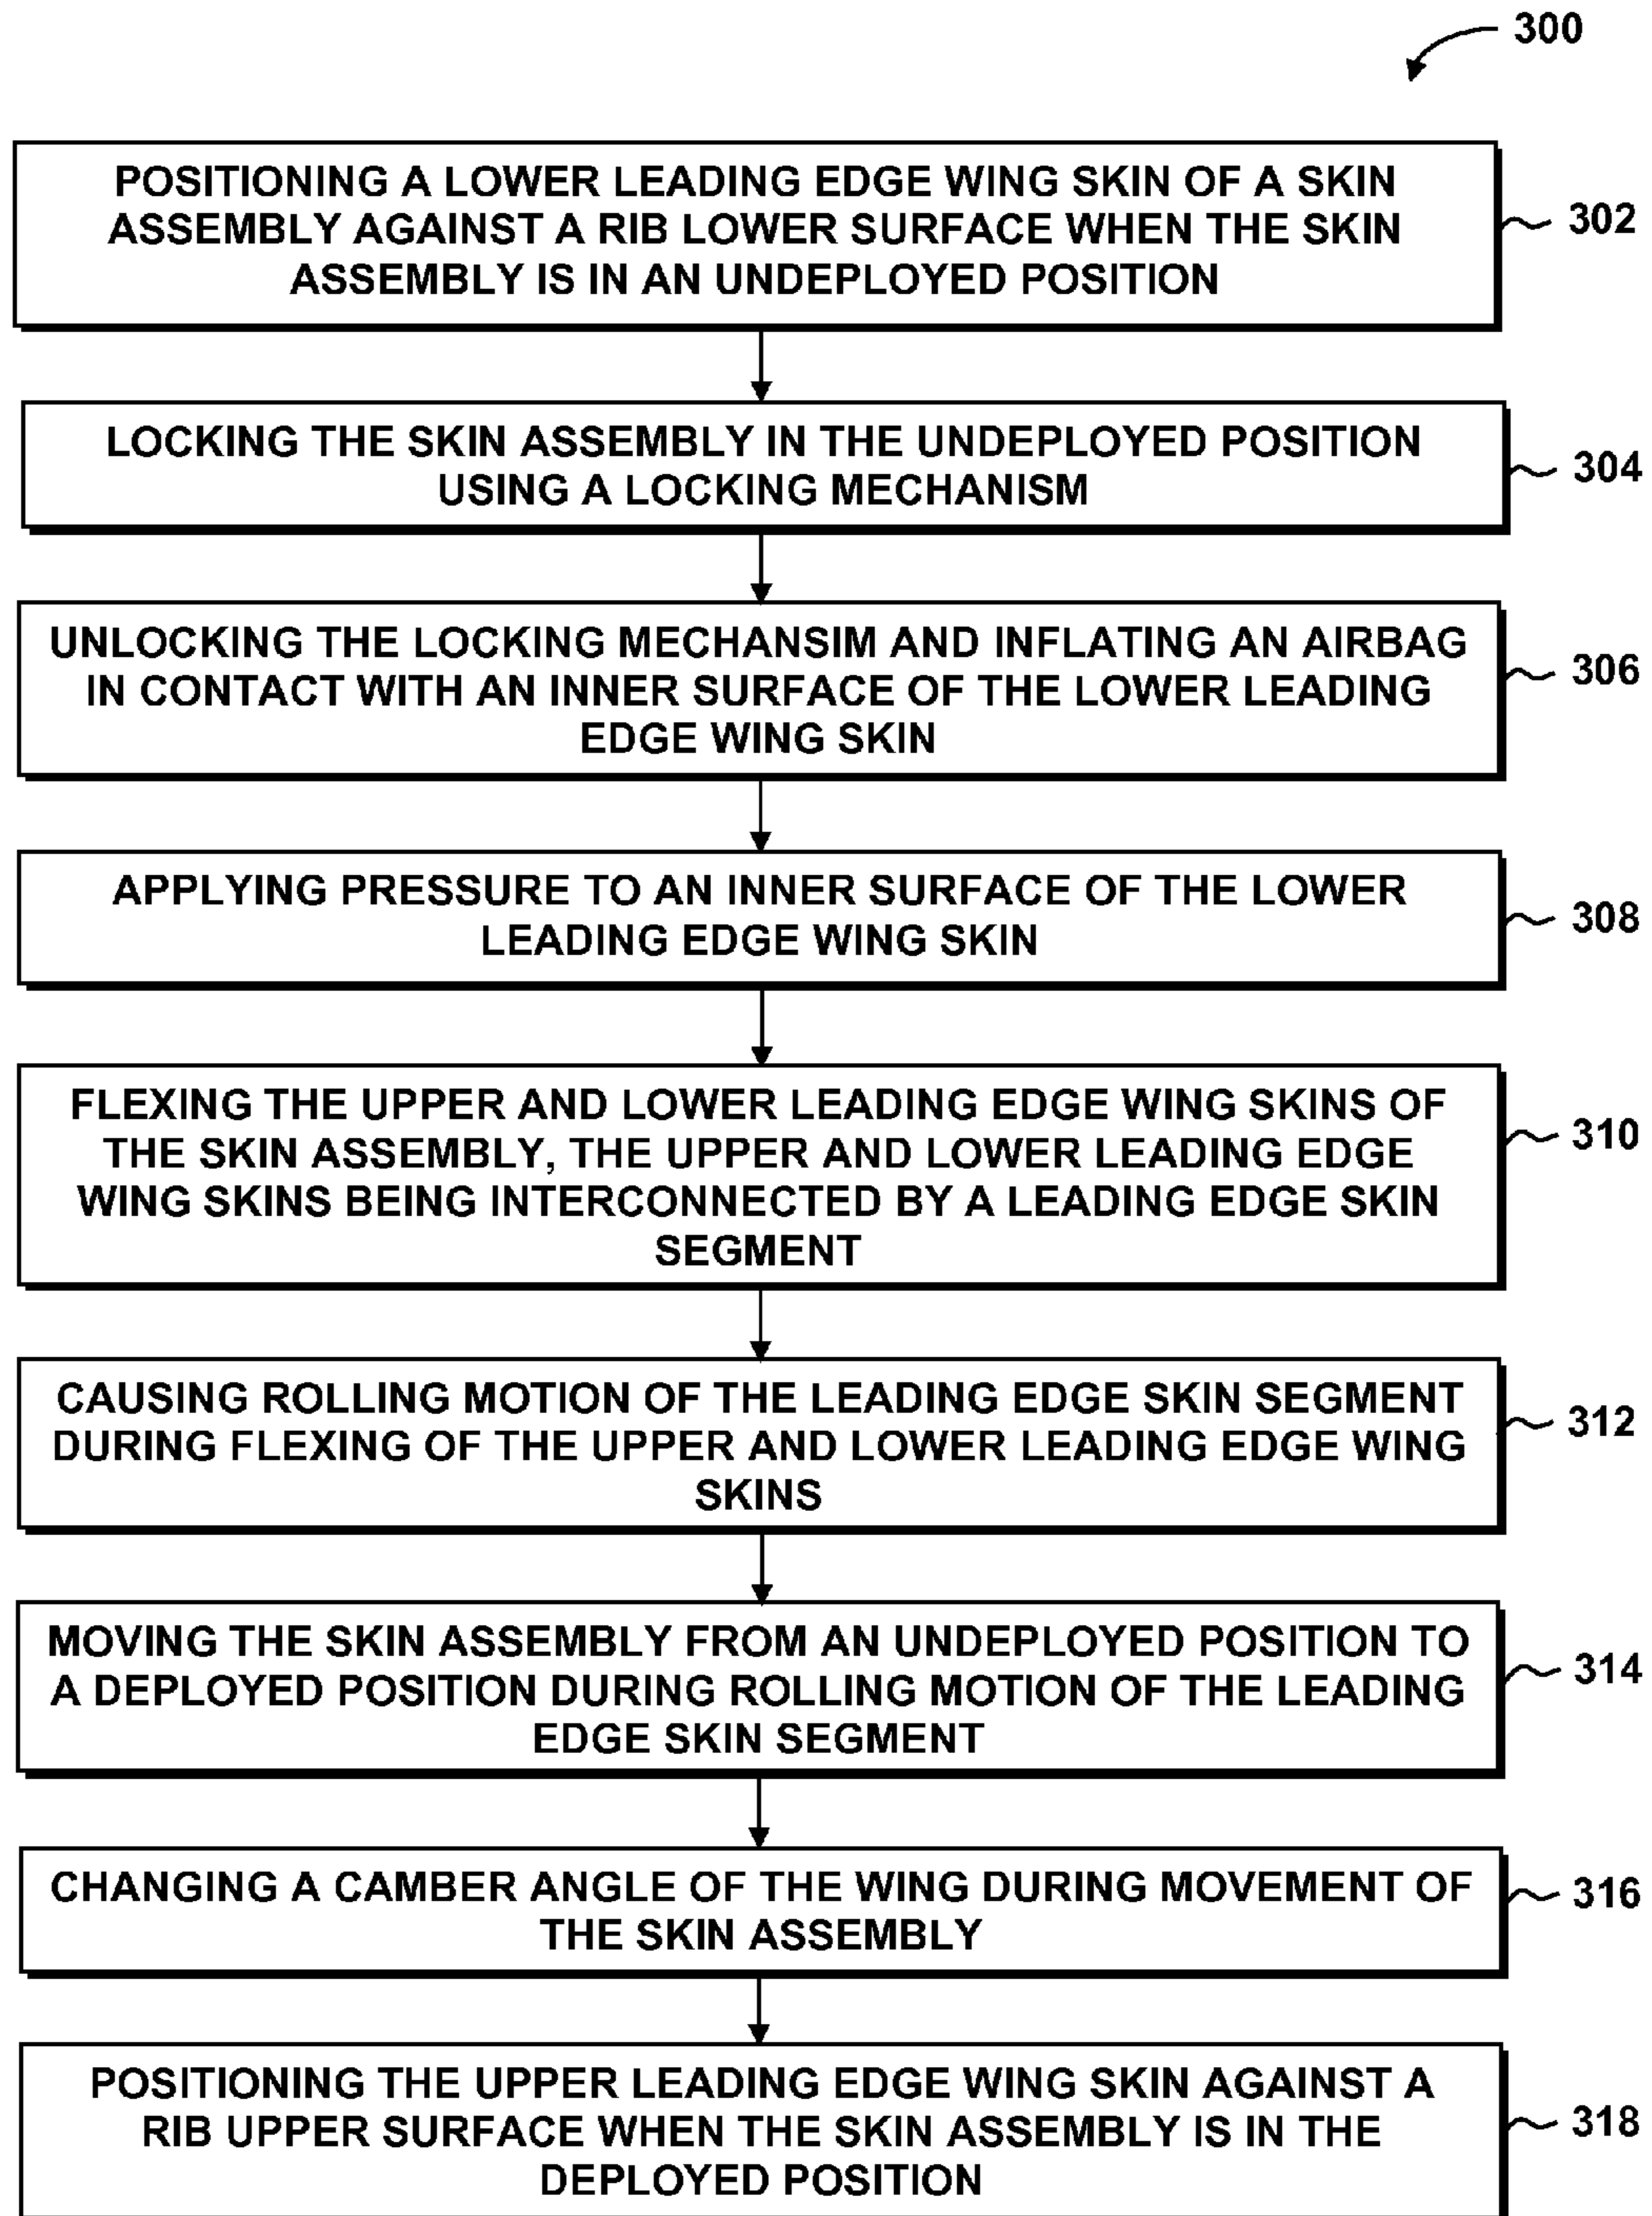 300
POSITIONING A LOWER LEADING EDGE WING SKIN OF A SKIN
ASSEMBLY AGAINST A RIB LOWER SURFACE WHEN THE SKIN
ASSEMBLY IS IN AN UNDEPLOYED POSITION
302
LOCKING THE SKIN ASSEMBLY IN THE UNDEPLOYED POSITION
USING A LOCKING MECHANISM
304
UNLOCKING THE LOCKING MECHANSIM AND INFLATING AN AIRBAG
IN CONTACT WITH AN INNER SURFACE OF THE LOWER LEADING
EDGE WING SKIN
306
APPLYING PRESSURE TO AN INNER SURFACE OF THE LOWER
LEADING EDGE WING SKIN
308
FLEXING THE UPPER AND LOWER LEADING EDGE WING SKINS OF
THE SKIN ASSEMBLY, THE UPPER AND LOWER LEADING EDGE
WING SKINS BEING INTERCONNECTED BY A LEADING EDGE SKIN
SEGMENT
310
CAUSING ROLLING MOTION OF THE LEADING EDGE SKIN SEGMENT
DURING FLEXING OF THE UPPER AND LOWER LEADING EDGE WING
SKINS
312
MOVING THE SKIN ASSEMBLY FROM AN UNDEPLOYED POSITION TO
A DEPLOYED POSITION DURING ROLLING MOTION OF THE LEADING
EDGE SKIN SEGMENT
314
CHANGING A CAMBER ANGLE OF THE WING DURING MOVEMENT OF
THE SKIN ASSEMBLY
316
POSITIONING THE UPPER LEADING EDGE WING SKIN AGAINST A
RIB UPPER SURFACE WHEN THE SKIN ASSEMBLY IS IN THE
DEPLOYED POSITION
318